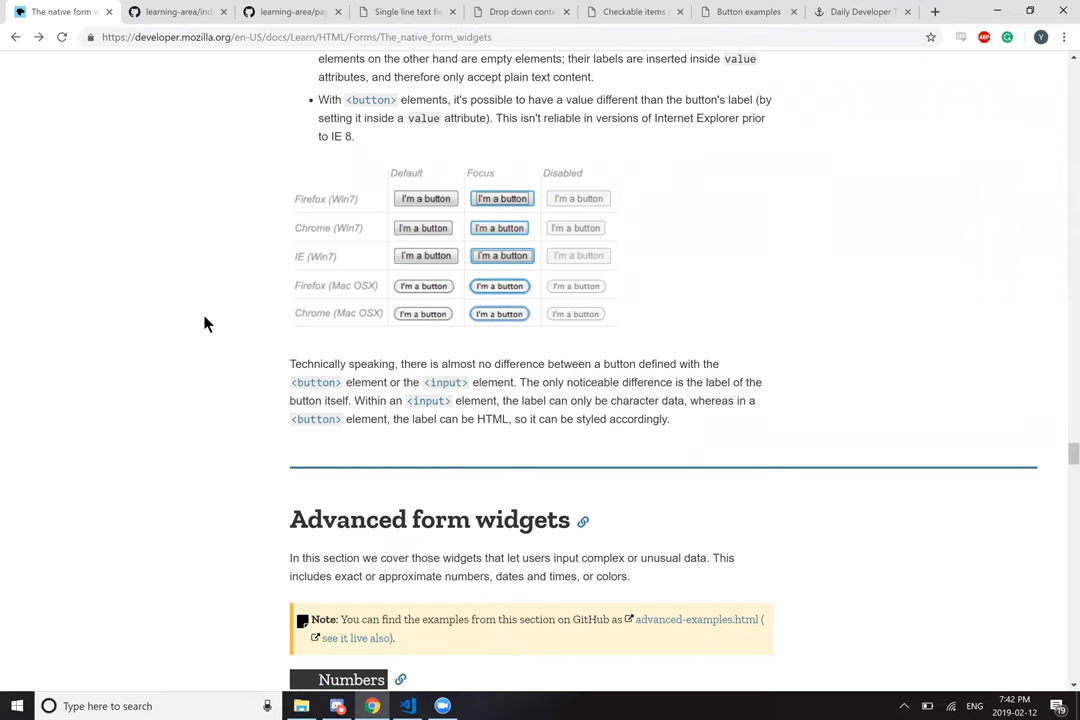 The native form w
learning-area/ind
learning-area/pay
Single line text fie
Drop down conte
Checkable items e
Button examples
Daily Developer T
https://developer.mozilla.org/en-US/docs/Learn/HTML/Forms/The_native_form_widgets
ABP
G
Y
elements on the other hand are empty elements; their labels are inserted inside value
attributes, and therefore only accept plain text content.
• With <button> elements, it's possible to have a value different than the button's label (by
setting it inside a value attribute). This isn't reliable in versions of Internet Explorer prior
to IE 8.
Default Focus Disabled
Firefox (Win7) I'm a button I'm a button I'm a button
Chrome (Win7) I'm a button I'm a button I'm a button
IE (Win7) I'm a button I'm a button I'm a button
Firefox (Mac OSX) I'm a button I'm a button I'm a button
Chrome (Mac OSX) I'm a button I'm a button I'm a button
Technically speaking, there is almost no difference between a button defined with the
<button> element or the <input> element. The only noticeable difference is the label of the
button itself. Within an <input> element, the label can only be character data, whereas in a
<button> element, the label can be HTML, so it can be styled accordingly.
Advanced form widgets
In this section we cover those widgets that let users input complex or unusual data. This
includes exact or approximate numbers, dates and times, or colors.
Note: You can find the examples from this section on GitHub as advanced-examples.html (
see it live also).
Numbers
Type here to search
ENG
7:42 PM
2019-02-12
19